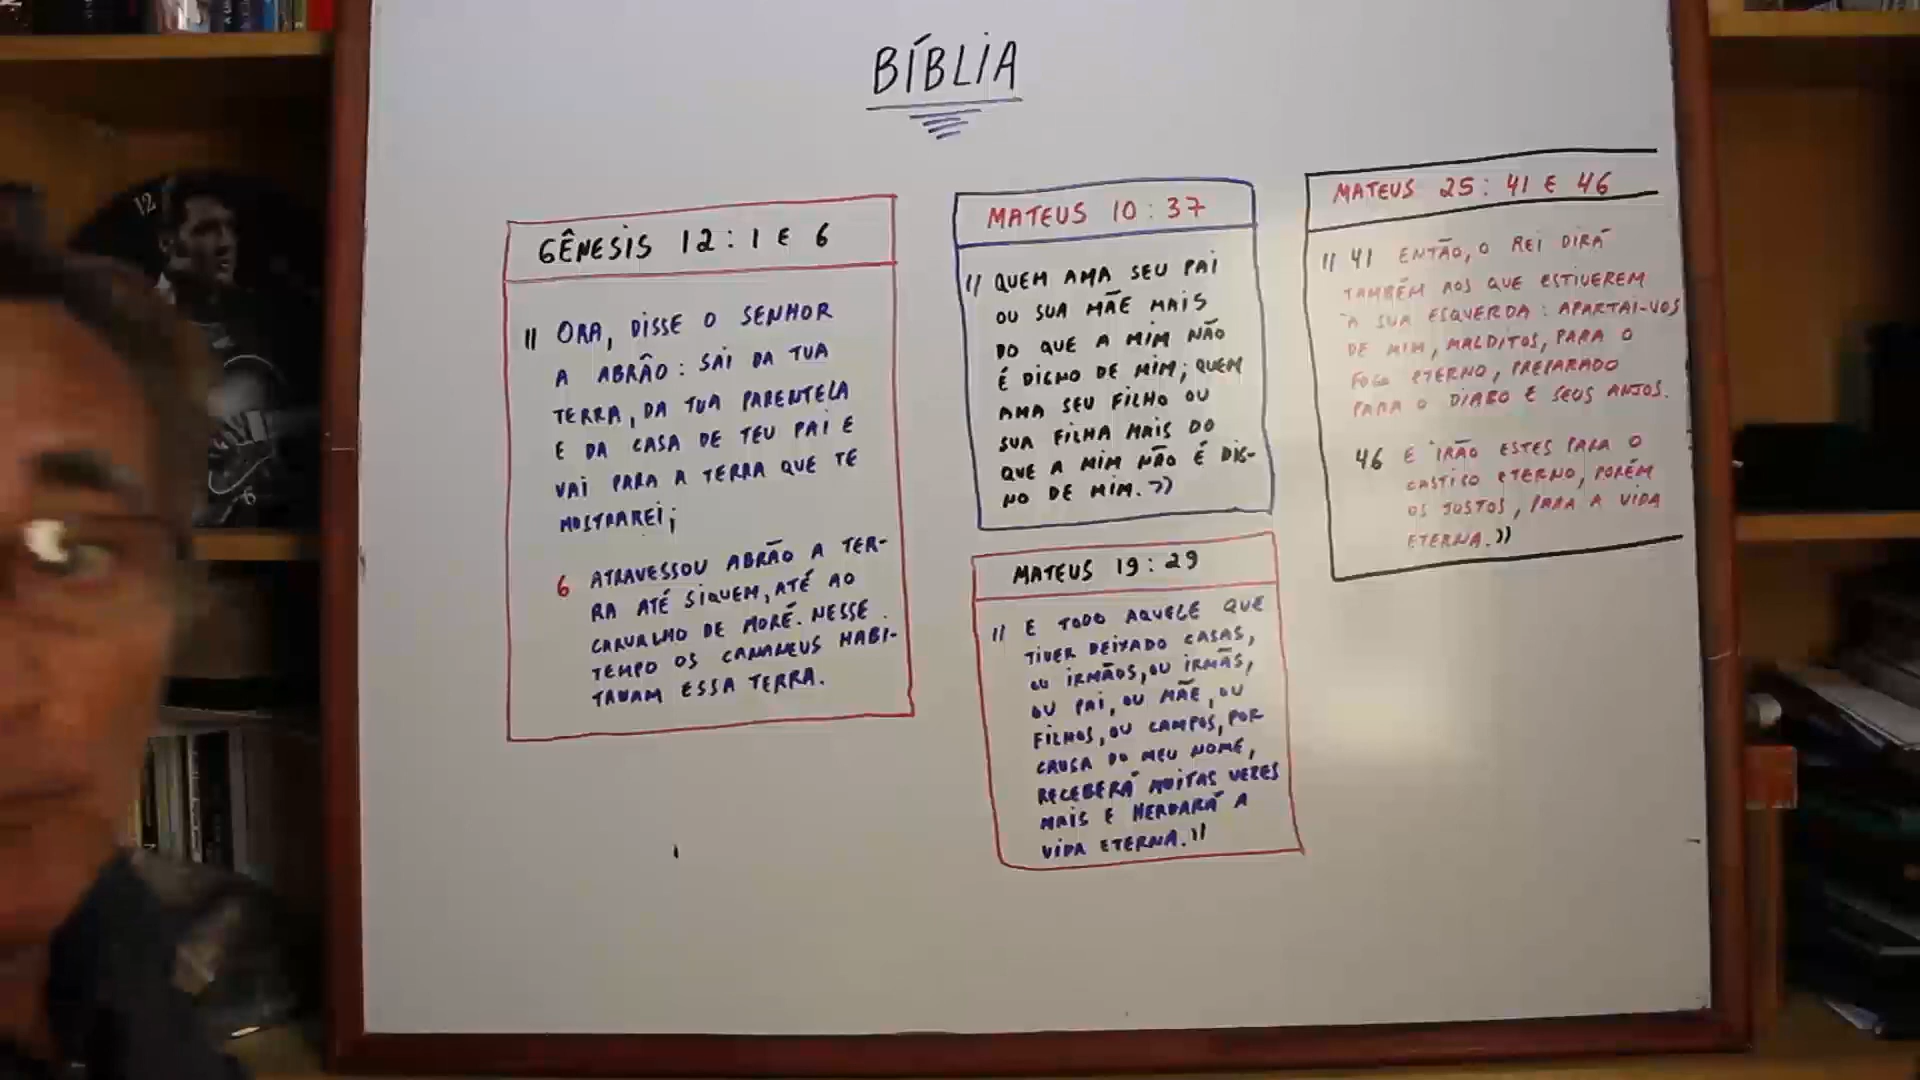 BÍBLIA
GÊNESIS 12:1 E 6
" ORA, DISSE O SENHOR
A ABRÃO: SAI DA TUA
TERRA, DA TUA PARENTELA
E DA CASA DE TEU PAI E
VAI PARA A TERRA QUE TE
MOSTRAREI;
6 ATRAVESSOU ABRÃO A TER-
RA ATÉ SIQUEM, ATÉ AO
CARVALHO DE MORÉ. NESSE
TEMPO OS CANANEUS HABI-
TAVAM ESSA TERRA.
MATEUS 10:37
" QUEM AMA SEU PAI
OU SUA MÃE MAIS
DO QUE A MIM NÃO
É DIGNO DE MIM; QUEM
AMA SEU FILHO OU
SUA FILHA MAIS DO
QUE A MIM NÃO É DIG-
NO DE MIM."
MATEUS 19:29
" E TODO AQUELE QUE
TIVER DEIXADO CASAS,
OU IRMÃOS, OU IRMÃS,
OU PAI, OU MÃE, OU
FILHOS, OU CAMPOS, POR
CAUSA DO MEU NOME,
RECEBERÁ MUITAS VEZES
MAIS E HERDARÁ A
VIDA ETERNA."
MATEUS 25:41 E 46
" 41 ENTÃO, O REI DIRÁ
TAMBÉM AOS QUE ESTIVEREM
À SUA ESQUERDA: APARTAI-VOS
DE MIM, MALDITOS, PARA O
FOGO ETERNO, PREPARADO
PARA O DIABO E SEUS ANJOS.
46 E IRÃO ESTES PARA O
CASTIGO ETERNO, PORÉM
OS JUSTOS, PARA A VIDA
ETERNA."
12
6